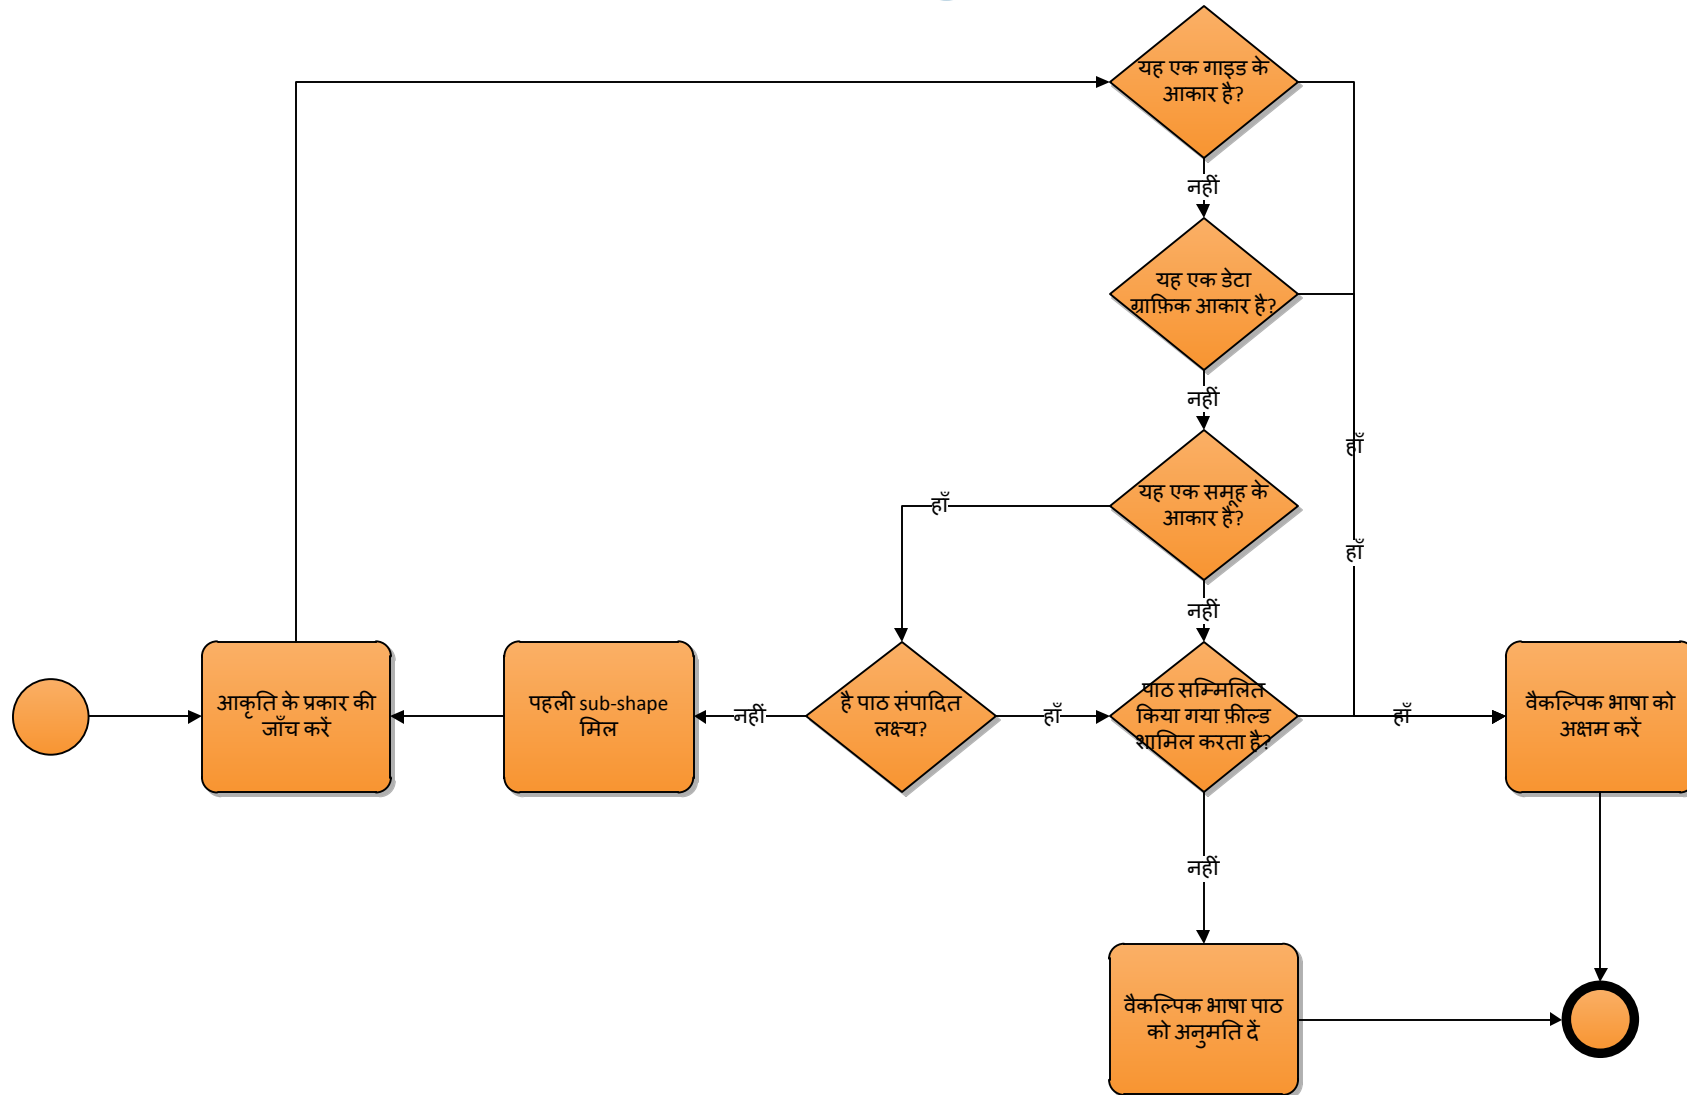 यह एक गाइड के
आकार है?
नहीं
यह एक डेटा
ग्राफ़िक आकार है?
नहीं
हाँ
यह एक समूह के
आकार है?
हाँ
हाँ
नहीं
आकृति के प्रकार की
जाँच करें
पहली sub-shape
मिल
नहीं
है पाठ संपादित
लक्ष्य?
हाँ
पाठ सम्मिलित
किया गया फ़ील्ड
शामिल करता है?
हाँ
वैकल्पिक भाषा को
अक्षम करें
नहीं
वैकल्पिक भाषा पाठ
को अनुमति दें